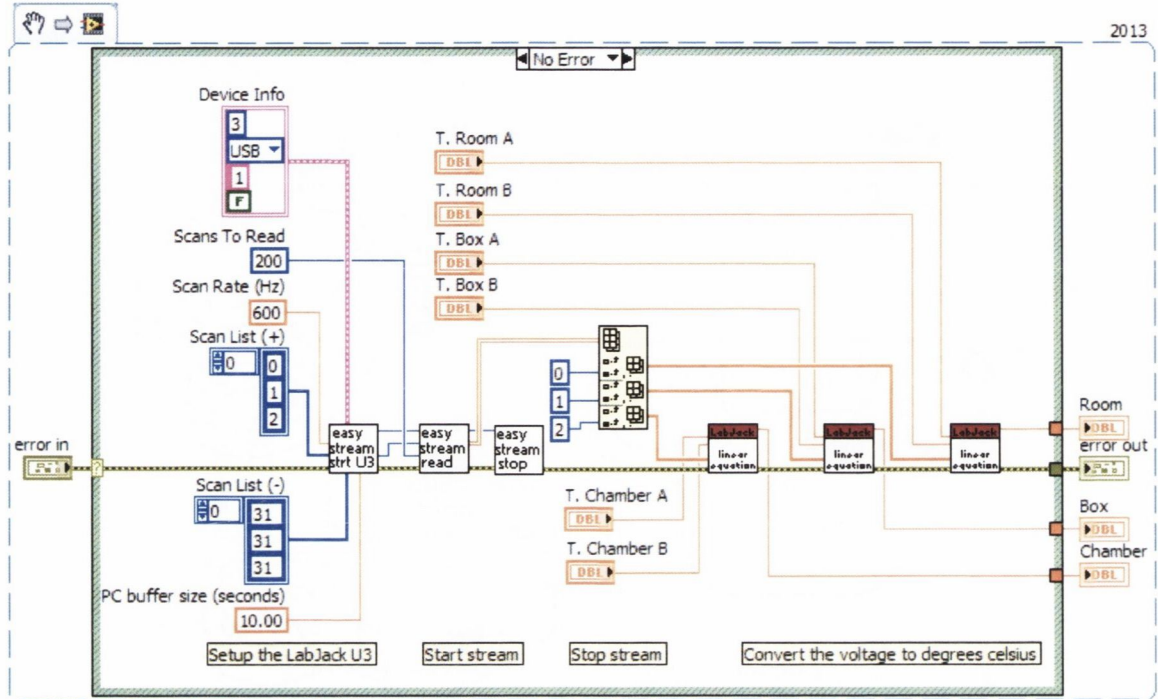 2013
No Error
Device Info
3
USB
1
F
T. Room A
DBL
T. Room B
DBL
T. Box A
DBL
T. Box B
DBL
Scans To Read
200
Scan Rate (Hz)
600
Scan List (+)
0
0
1
2
0
1
2
easy
stream
strt U3
easy
stream
read
easy
stream
stop
LabJack
linear
equation
LabJack
linear
equation
LabJack
linear
equation
error in
?
Room
DBL
error out
Box
DBL
Chamber
DBL
Scan List (-)
0
31
31
31
T. Chamber A
DBL
T. Chamber B
DBL
PC buffer size (seconds)
10.00
Setup the LabJack U3
Start stream
Stop stream
Convert the voltage to degrees celsius